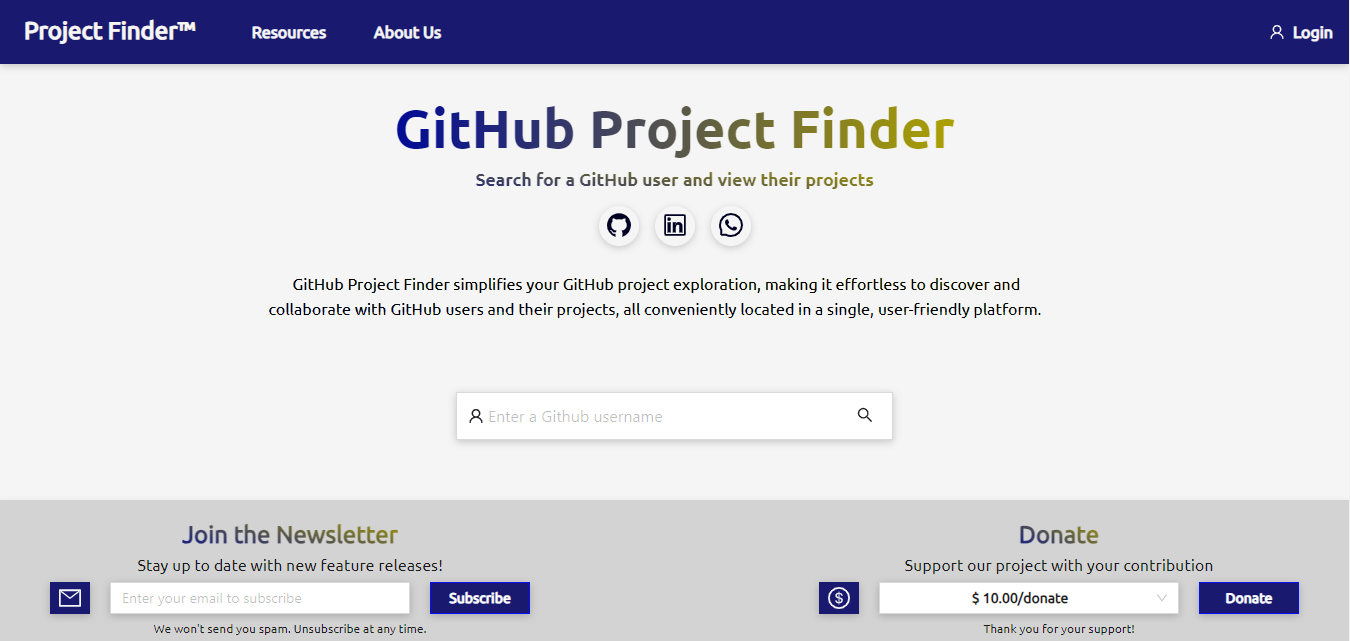 Project Finder™ Resources About Us Login
GitHub Project Finder
Search for a GitHub user and view their projects
GitHub Project Finder simplifies your GitHub project exploration, making it effortless to discover and
collaborate with GitHub users and their projects, all conveniently located in a single, user-friendly platform.
Enter a Github username
Join the Newsletter
Stay up to date with new feature releases!
Enter your email to subscribe Subscribe
We won't send you spam. Unsubscribe at any time.
Donate
Support our project with your contribution
$ 10.00/donate Donate
Thank you for your support!